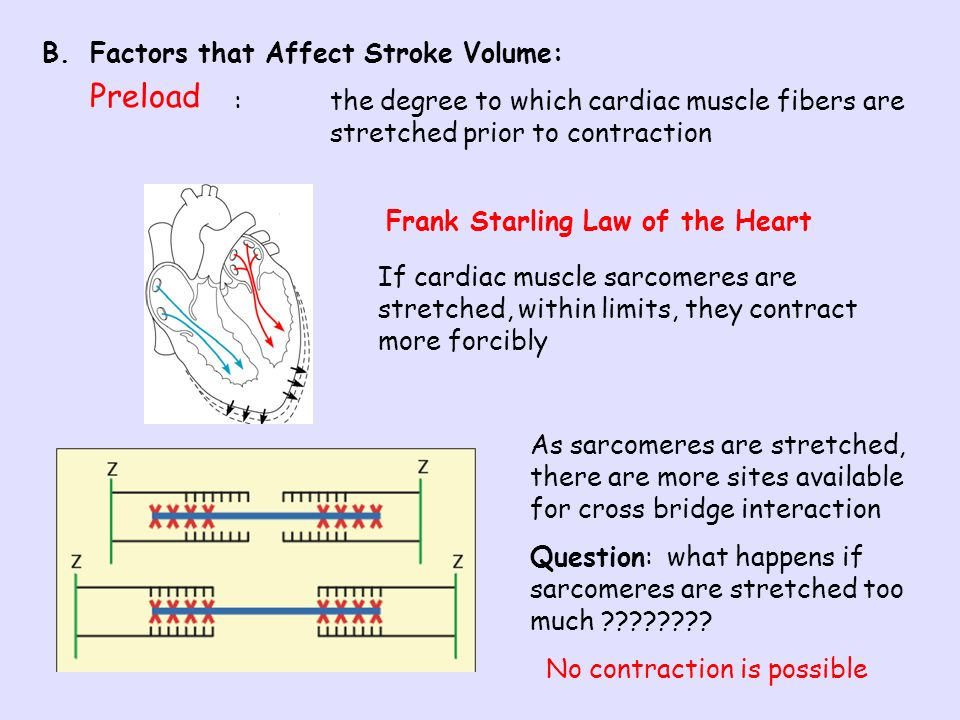 B. Factors that Affect Stroke Volume:
Preload : the degree to which cardiac muscle fibers are
stretched prior to contraction
Frank Starling Law of the Heart
If cardiac muscle sarcomeres are
stretched, within limits, they contract
more forcibly
As sarcomeres are stretched,
there are more sites available
for cross bridge interaction
Question: what happens if
sarcomeres are stretched too
much ????????
No contraction is possible
Z Z
Z Z